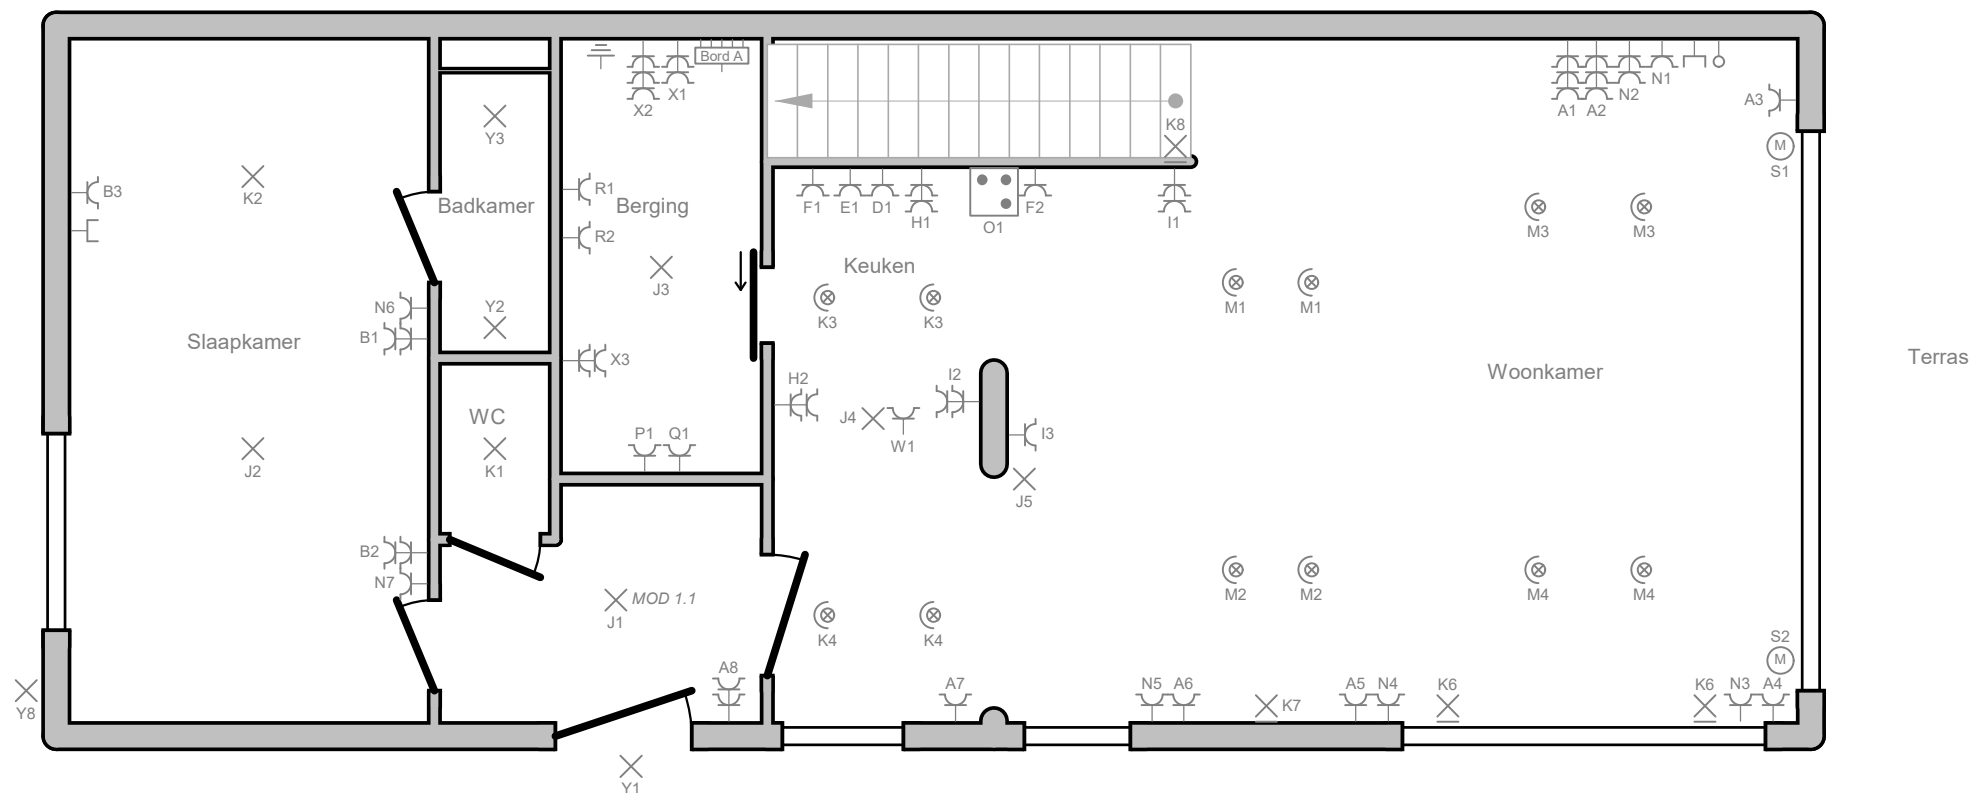 Bord A
X2
X1
N1
N2
A1
A2
A3
M
S1
Y3
K8
B3
K2
Badkamer
R1
Berging
R2
F1
E1
D1
H1
O1
F2
I1
M3
M3
Keuken
J3
K3
K3
M1
M1
N6
B1
Y2
Slaapkamer
X3
Woonkamer
Terras
WC
H2
J4
W1
I2
I3
J5
P1
Q1
J2
K1
B2
N7
MOD 1.1
J1
M2
M2
M4
M4
K4
K4
S2
M
A8
A7
N5
A6
K7
A5
N4
K6
K6
N3
A4
Y8
Y1